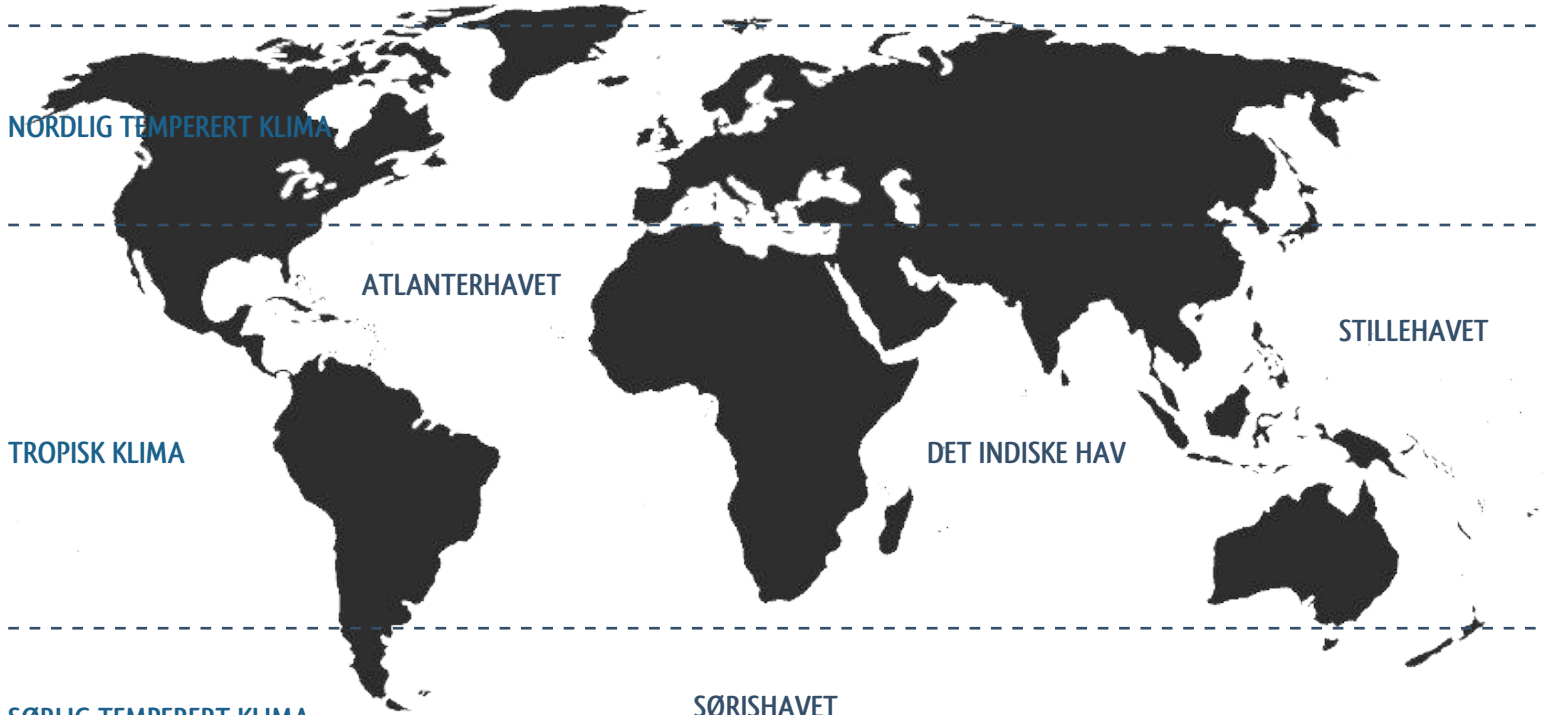 NORDLIG TEMPERERT KLIMA
ATLANTERHAVET
STILLEHAVET
TROPISK KLIMA
DET INDISKE HAV
SØRISHAVET
SØRLIG TEMPERERT KLIMA